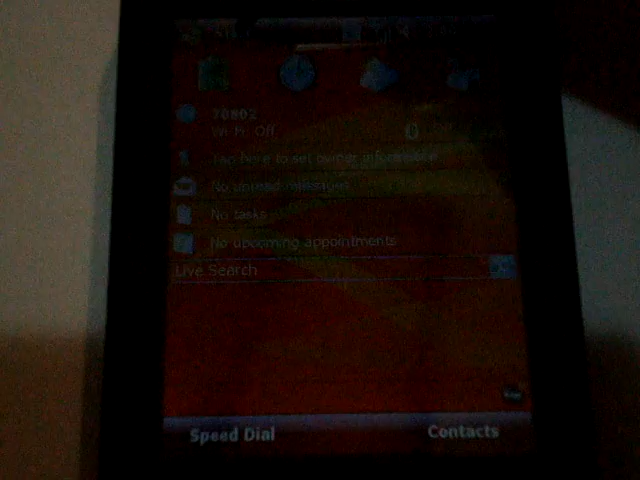 70802
Wi-Fi: Off
Tap here to set owner information
No unread messages
No tasks
No upcoming appointments
Live Search
Speed Dial
Contacts